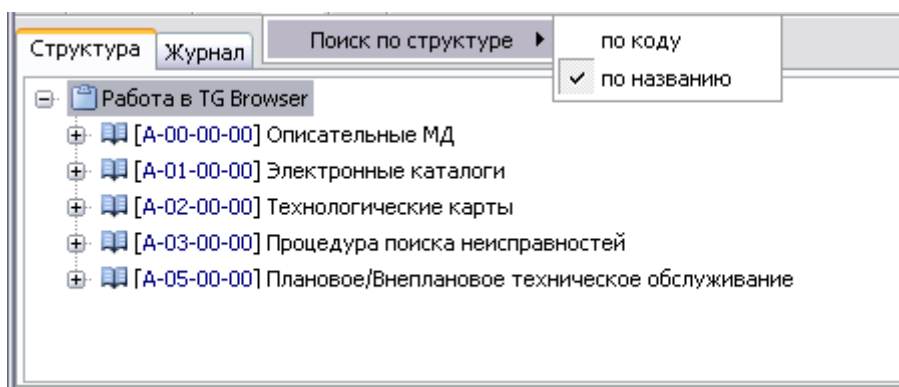 Структура Журнал Поиск по структуре по коду
по названию
Работа в TG Browser
[A-00-00-00] Описательные МД
[A-01-00-00] Электронные каталоги
[A-02-00-00] Технологические карты
[A-03-00-00] Процедура поиска неисправностей
[A-05-00-00] Плановое/Внеплановое техническое обслуживание